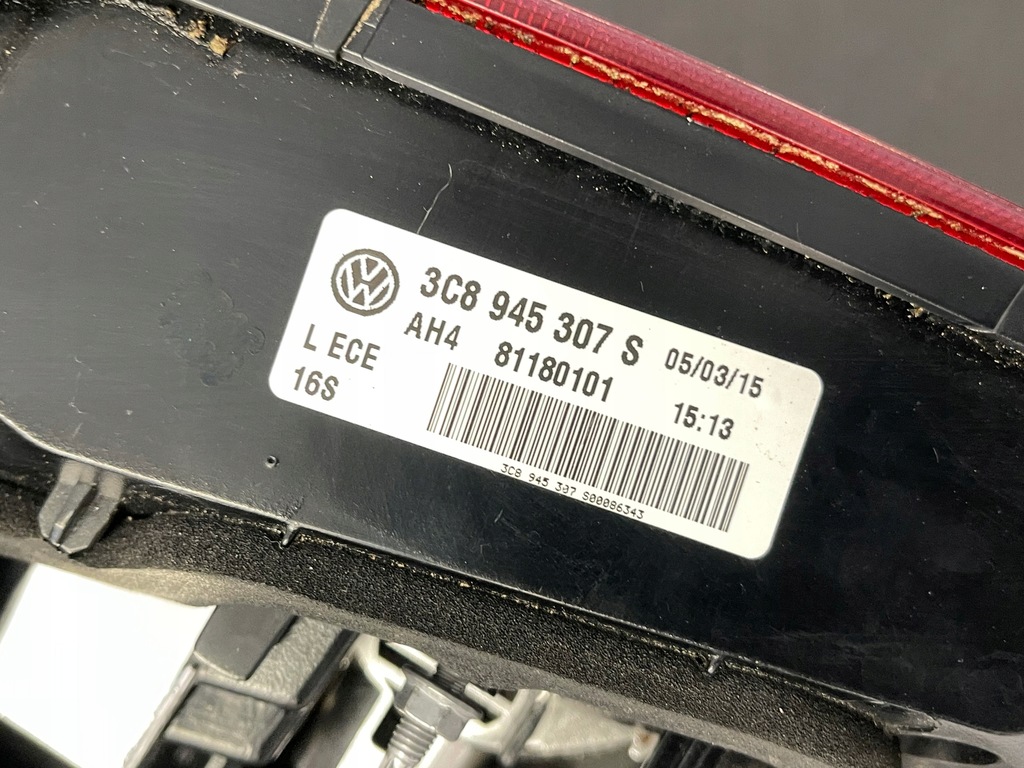 3C8 945 307 S 05/03/15
AH4 81180101 15:13
L ECE
16S
3C8 945 307 S00086343